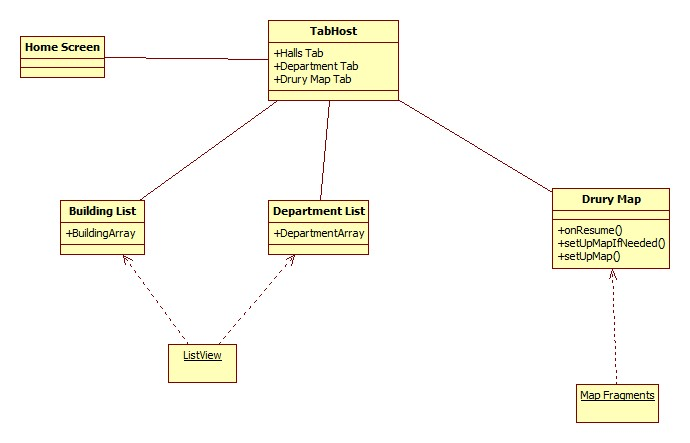 TabHost
+Halls Tab
+Department Tab
+Drury Map Tab
Home Screen
Building List
+BuildingArray
Department List
+DepartmentArray
Drury Map
+onResume()
+setUpMapIfNeeded()
+setUpMap()
ListView
Map Fragments